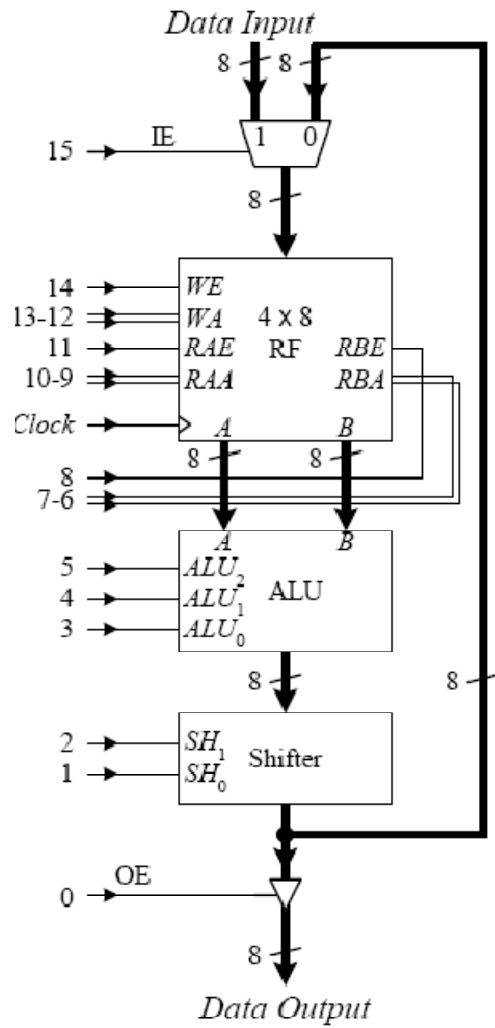 Data Input
8 8
15 IE 1 0
8
14 WE
13-12 WA 4 x 8
11 RAE RF RBE
10-9 RAA RBA
Clock A B
8 8
8
7-6
A B
5 ALU2
4 ALU1 ALU
3 ALU0
8 8
2 SH1
1 SH0 Shifter
0 OE
8
Data Output